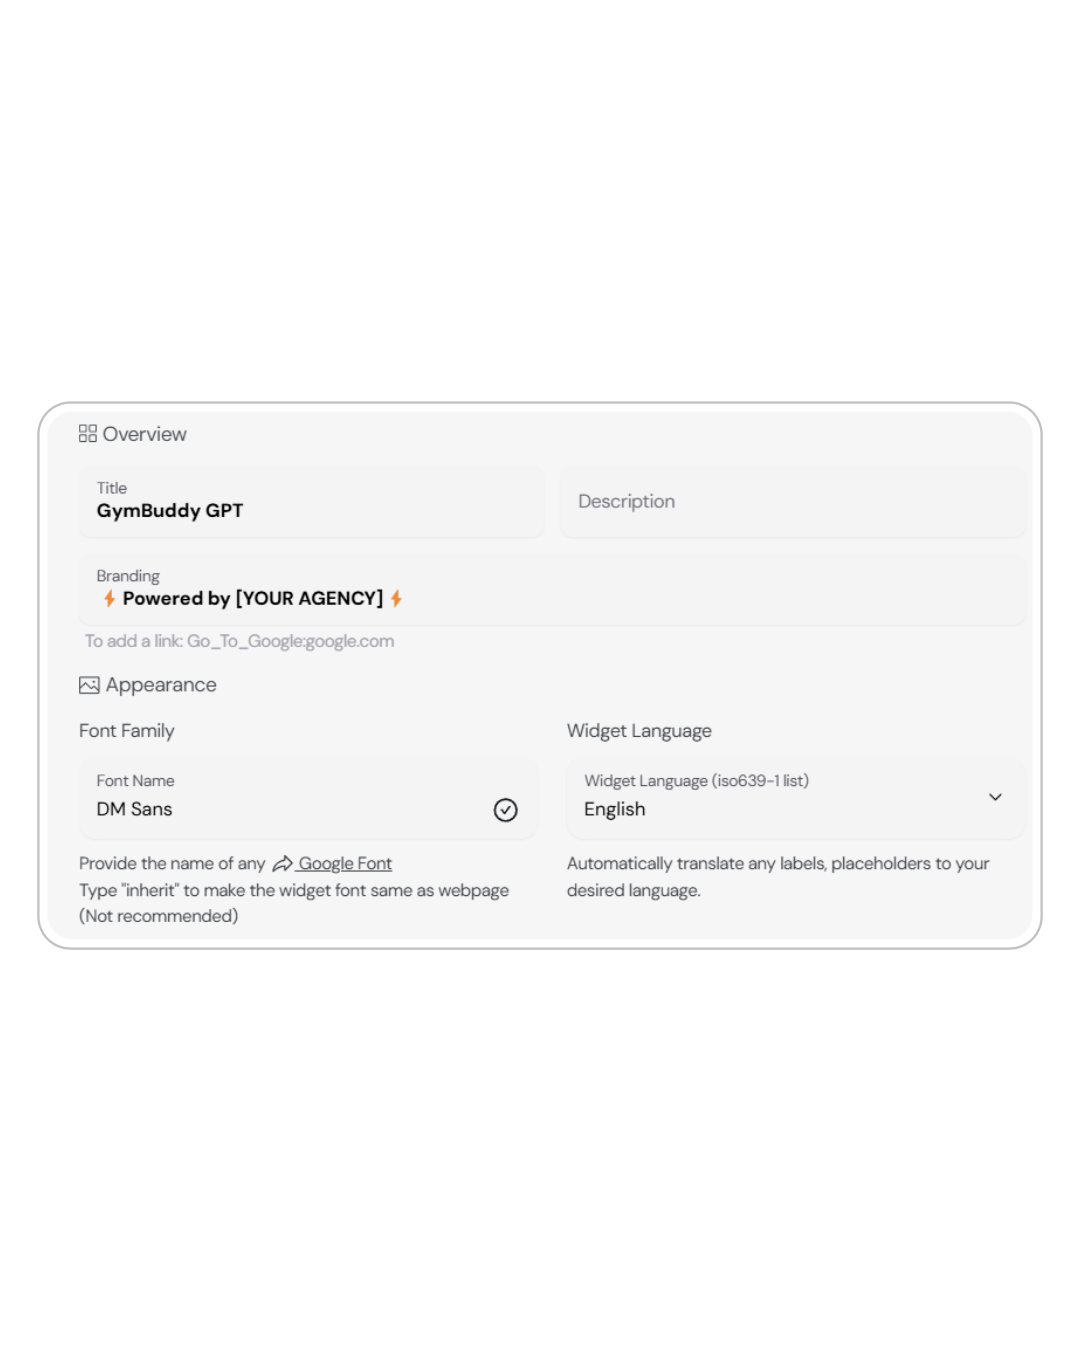 Overview
Title
GymBuddy GPT
Description
Branding
⚡Powered by [YOUR AGENCY]⚡
To add a link: Go_To_Google:google.com
Appearance
Font Family
Font Name
DM Sans
Provide the name of any Google Font
Type "inherit" to make the widget font same as webpage
(Not recommended)
Widget Language
Widget Language (iso639-1 list)
English
Automatically translate any labels, placeholders to your
desired language.